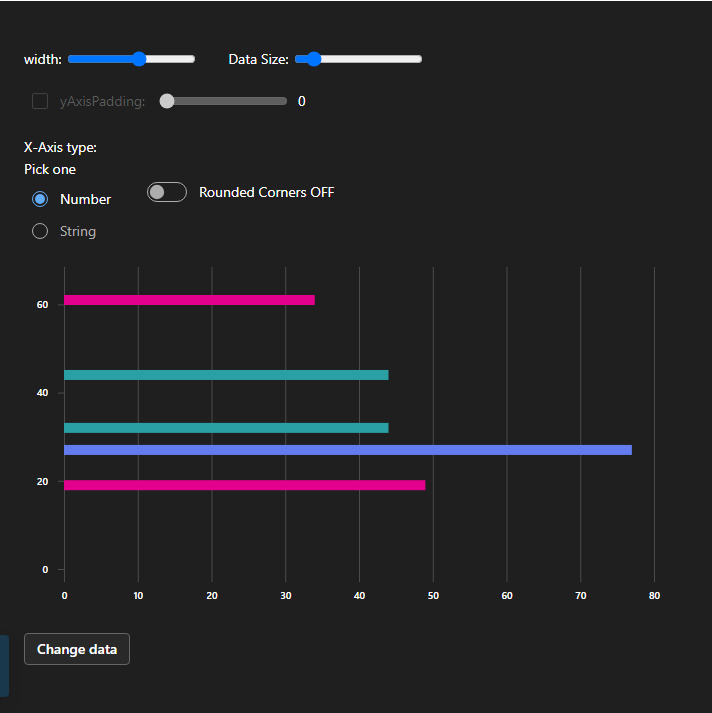 width: Data Size:
yAxisPadding: 0
X-Axis type:
Pick one
Number Rounded Corners OFF
String
60
40
20
0
0 10 20 30 40 50 60 70 80
Change data